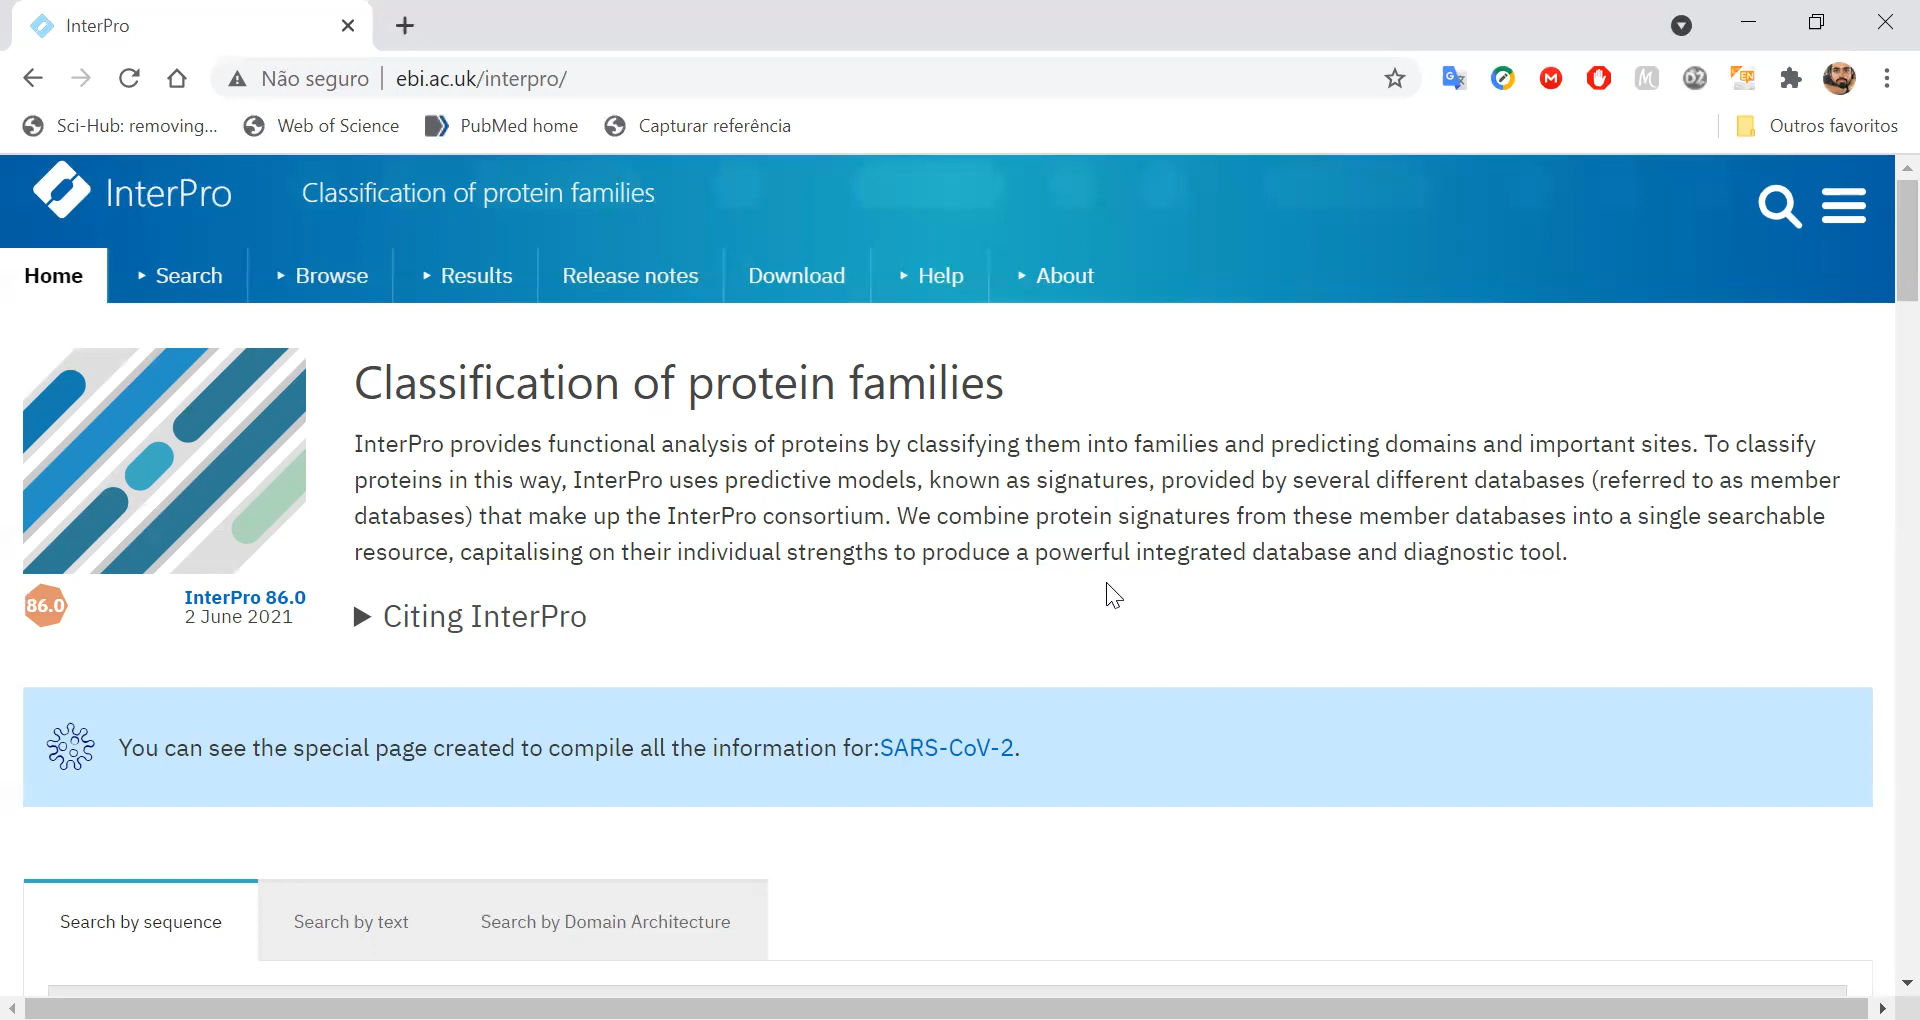 InterPro
Não seguro ebi.ac.uk/interpro/
Sci-Hub: removing... Web of Science PubMed home Capturar referência Outros favoritos
InterPro Classification of protein families
Home Search Browse Results Release notes Download Help About
Classification of protein families
InterPro provides functional analysis of proteins by classifying them into families and predicting domains and important sites. To classify
proteins in this way, InterPro uses predictive models, known as signatures, provided by several different databases (referred to as member
databases) that make up the InterPro consortium. We combine protein signatures from these member databases into a single searchable
resource, capitalising on their individual strengths to produce a powerful integrated database and diagnostic tool.
86.0 InterPro 86.0
2 June 2021
Citing InterPro
You can see the special page created to compile all the information for:SARS-CoV-2.
Search by sequence Search by text Search by Domain Architecture